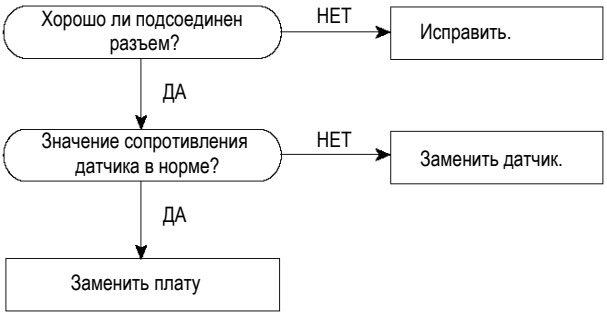 Хорошо ли подсоединен
разъем?
НЕТ
Исправить.
ДА
Значение сопротивления
датчика в норме?
НЕТ
Заменить датчик.
ДА
Заменить плату